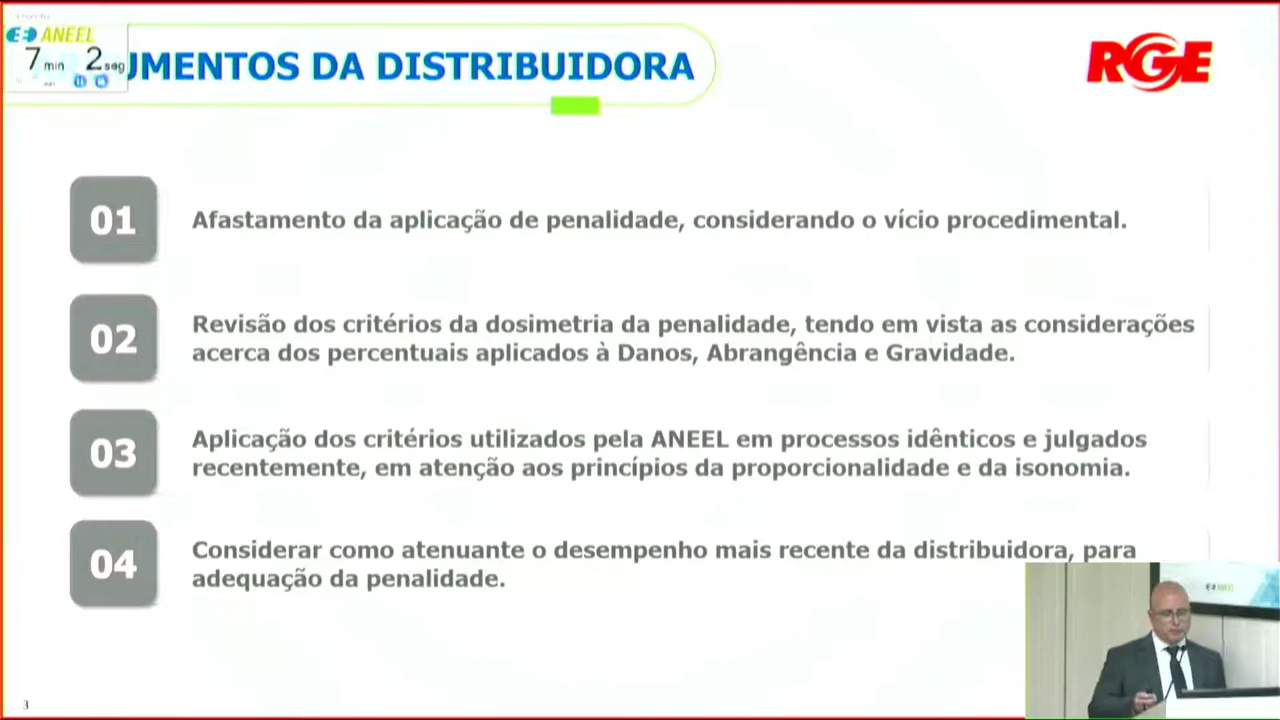 ANEEL
7 min 2 seg
UMENTOS DA DISTRIBUIDORA
RGE
01
Afastamento da aplicação de penalidade, considerando o vício procedimental.
02
Revisão dos critérios da dosimetria da penalidade, tendo em vista as considerações
acerca dos percentuais aplicados à Danos, Abrangência e Gravidade.
03
Aplicação dos critérios utilizados pela ANEEL em processos idênticos e julgados
recentemente, em atenção aos princípios da proporcionalidade e da isonomia.
04
Considerar como atenuante o desempenho mais recente da distribuidora, para
adequação da penalidade.
ANEEL
3